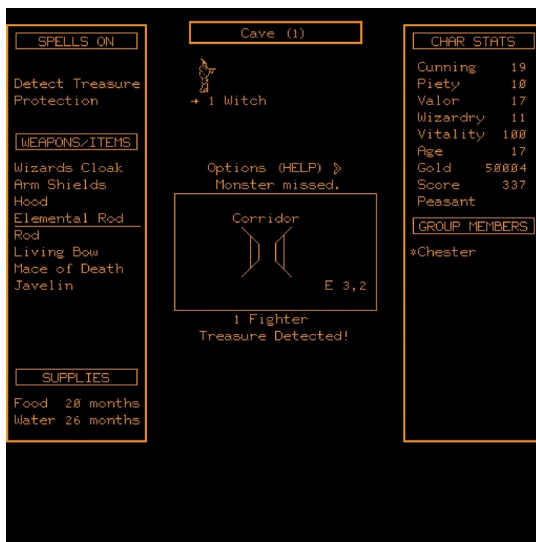 SPELLS ON
Detect Treasure
Protection
WEAPONS/ITEMS
Wizards Cloak
Arm Shields
Hood
Elemental Rod
Rod
Living Bow
Mace of Death
Javelin
SUPPLIES
Food 20 months
Water 26 months
Cave (1)
→ 1 Witch
Options (HELP) »
Monster missed.
Corridor
E 3,2
1 Fighter
Treasure Detected!
CHAR STATS
Cunning 19
Piety 10
Valor 17
Wizardry 11
Vitality 100
Age 17
Gold 50004
Score 337
Peasant
GROUP MEMBERS
*Chester